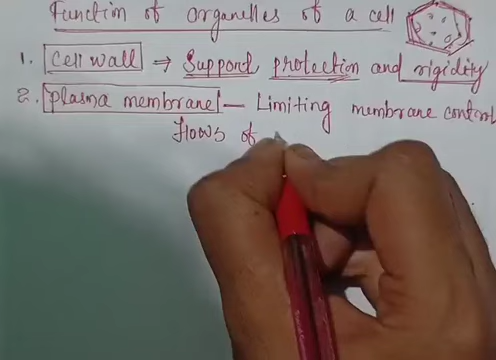 Function of organelles of a cell
1. Cell wall → Support protection and rigidity
2. plasma membrane — Limiting membrane control
flows of